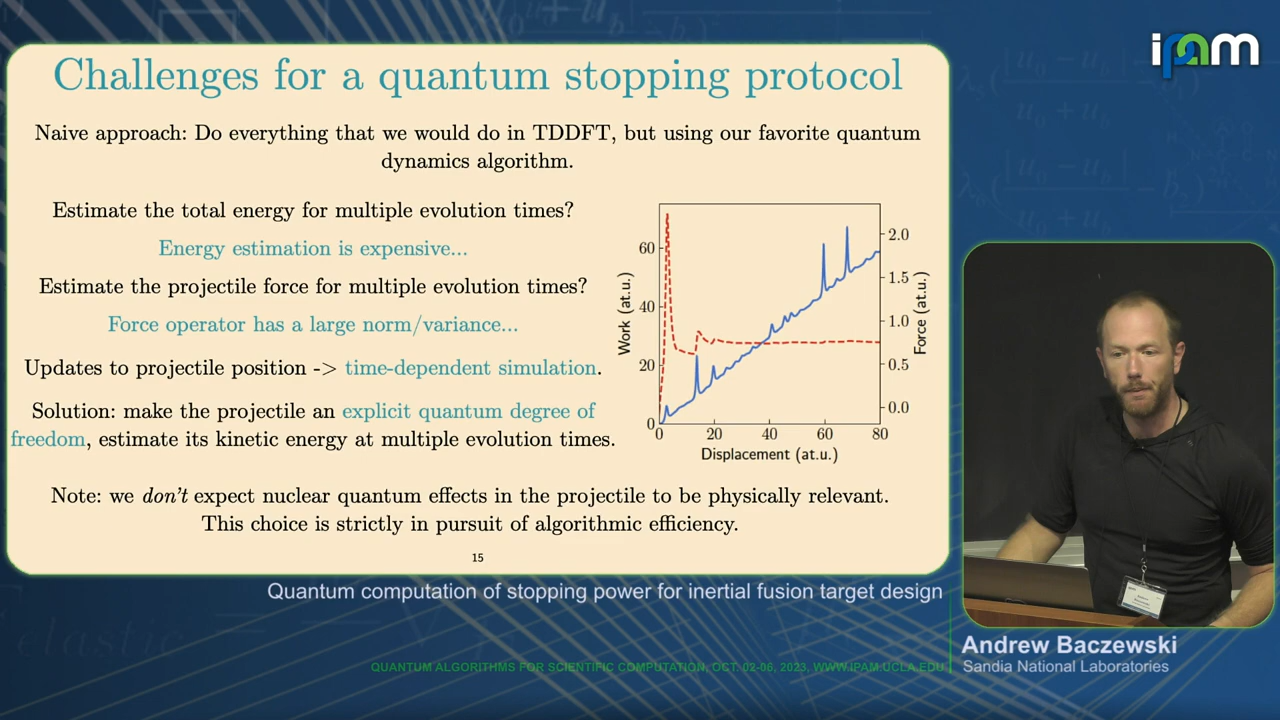 ipam
Challenges for a quantum stopping protocol
Naive approach: Do everything that we would do in TDDFT, but using our favorite quantum
dynamics algorithm.
Estimate the total energy for multiple evolution times?
Energy estimation is expensive...
Estimate the projectile force for multiple evolution times?
Force operator has a large norm/variance...
Updates to projectile position -> time-dependent simulation.
Solution: make the projectile an explicit quantum degree of
freedom, estimate its kinetic energy at multiple evolution times.
Work (at.u.)
60
40
20
0
2.0
1.5
1.0
0.5
0.0
Force (at.u.)
0 20 40 60 80
Displacement (at.u.)
Note: we don't expect nuclear quantum effects in the projectile to be physically relevant.
This choice is strictly in pursuit of algorithmic efficiency.
15
Quantum computation of stopping power for inertial fusion target design
Andrew Baczewski
Sandia National Laboratories
QUANTUM ALGORITHMS FOR SCIENTIFIC COMPUTATION, OCT. 02-06, 2023, WWW.IPAM.UCLA.EDU
elastic